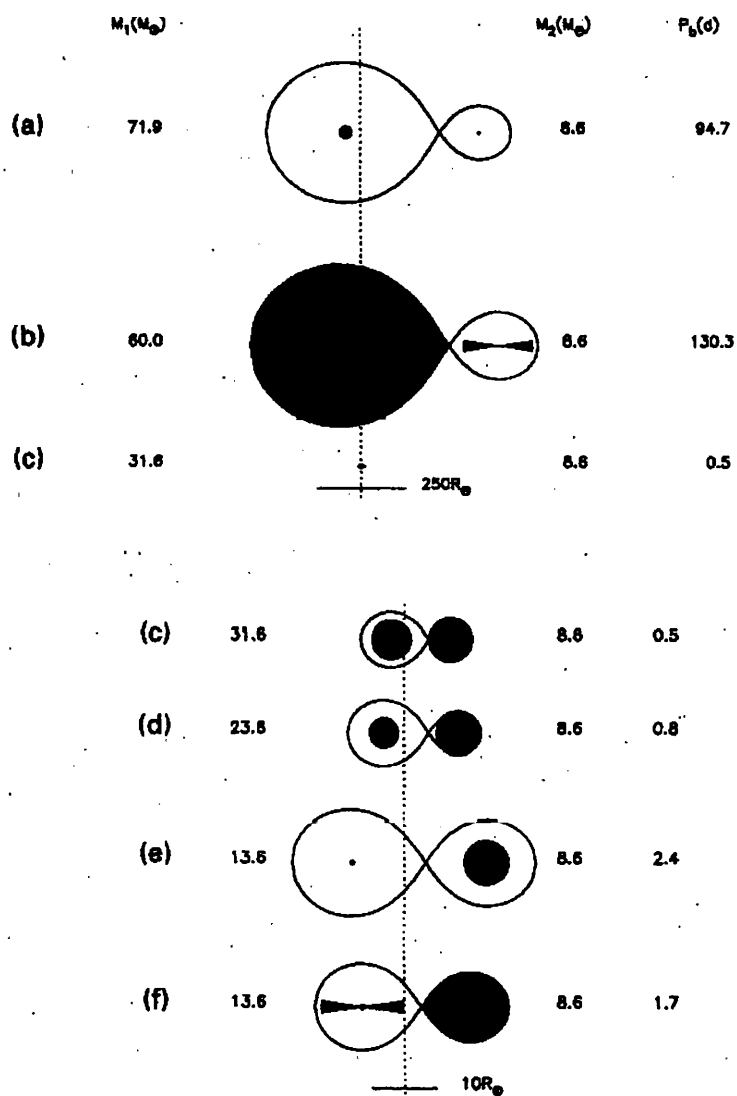 M₁(M⊙) M₂(M⊙) P_b(d)
(a) 71.9 8.6 94.7
(b) 60.0 8.6 130.3
(c) 31.6 8.6 0.5
250R⊙
(c) 31.6 8.6 0.5
(d) 23.6 8.6 0.8
(e) 13.6 8.6 2.4
(f) 13.6 8.6 1.7
10R⊙